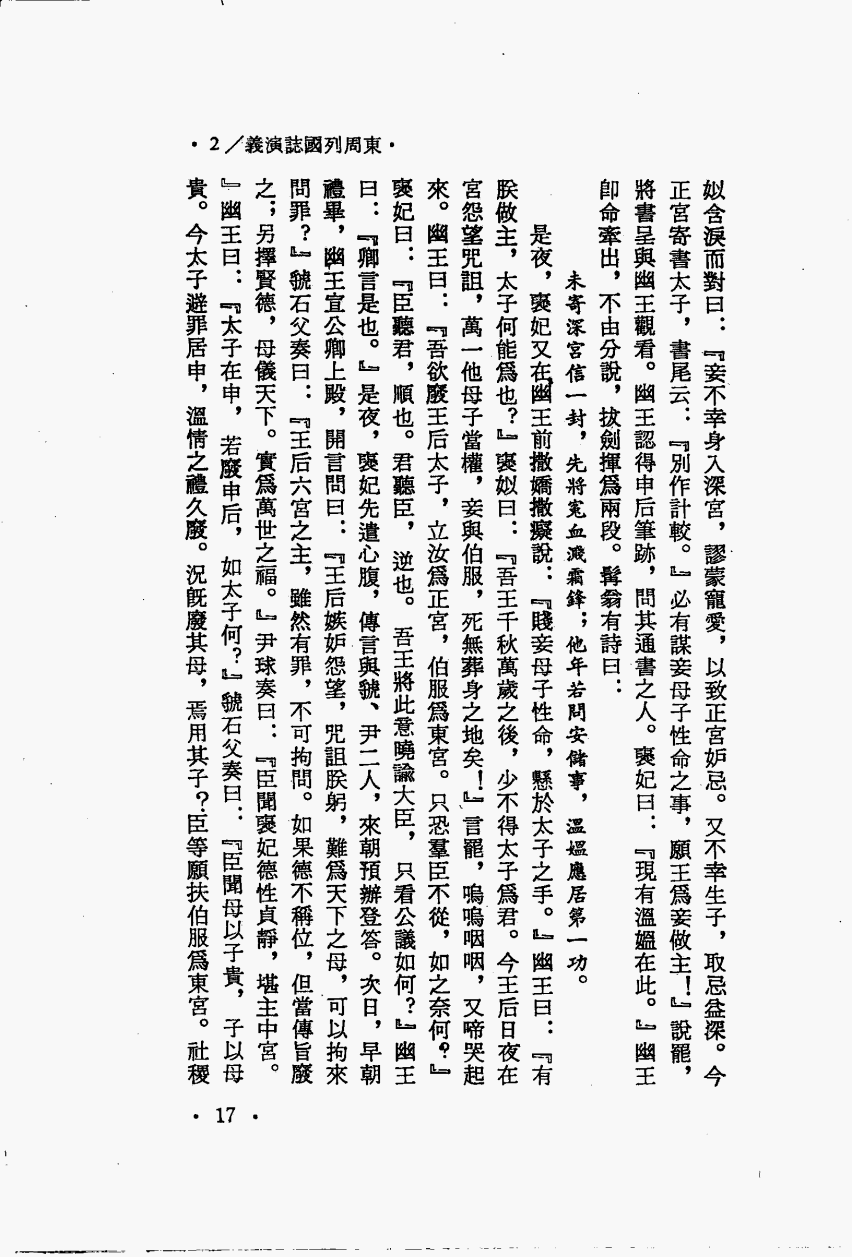 ・東周列國誌演義／2・
姒含淚而對曰：『妾不幸身入深宮，謬蒙寵愛，以致正宮妒忌。又不幸生子，取忌益深。今
正宮寄書太子，書尾云：『別作計較。』必有謀妾母子性命之事，願王爲妾做主！』說罷，
將書呈與幽王觀看。幽王認得申后筆跡，問其通書之人。褒妃曰：『現有溫媼在此。』幽王
卽命牽出，不由分說，拔劍揮爲兩段。髯翁有詩曰：
未寄深宮信一封，先將冤血濺霜鋒；他年若問安儲事，溫媼應居第一功。
是夜，褒妃又在幽王前撒嬌撒癡說：『賤妾母子性命，懸於太子之手。』幽王曰：『有
朕做主，太子何能爲也？』褒姒曰：『吾王千秋萬歲之後，少不得太子爲君。今王后日夜在
宮怨望咒詛，萬一他母子當權，妾與伯服，死無葬身之地矣！』言罷，嗚嗚咽咽，又啼哭起
來。幽王曰：『吾欲廢王后太子，立汝爲正宮，伯服爲東宮。只恐羣臣不從，如之奈何？』
褒妃曰：『臣聽君，順也。君聽臣，逆也。吾王將此意曉諭大臣，只看公議如何？』幽王
曰：『卿言是也。』是夜，褒妃先遣心腹，傳言與虢、尹二人，來朝預辦登答。次日，早朝
禮畢，幽王宣公卿上殿，開言問曰：『王后嫉妒怨望，咒詛朕躬，難爲天下之母，可以拘來
問罪？』虢石父奏曰：『王后六宮之主，雖然有罪，不可拘問。如果德不稱位，但當傳旨廢
之；另擇賢德，母儀天下。實爲萬世之福。』尹球奏曰：『臣聞褒妃德性貞靜，堪主中宮。
』幽王曰：『太子在申，若廢申后，如太子何？』虢石父奏曰：『臣聞母以子貴，子以母
貴。今太子避罪居申，溫情之禮久廢。況旣廢其母，焉用其子？臣等願扶伯服爲東宮。社稷
・17・